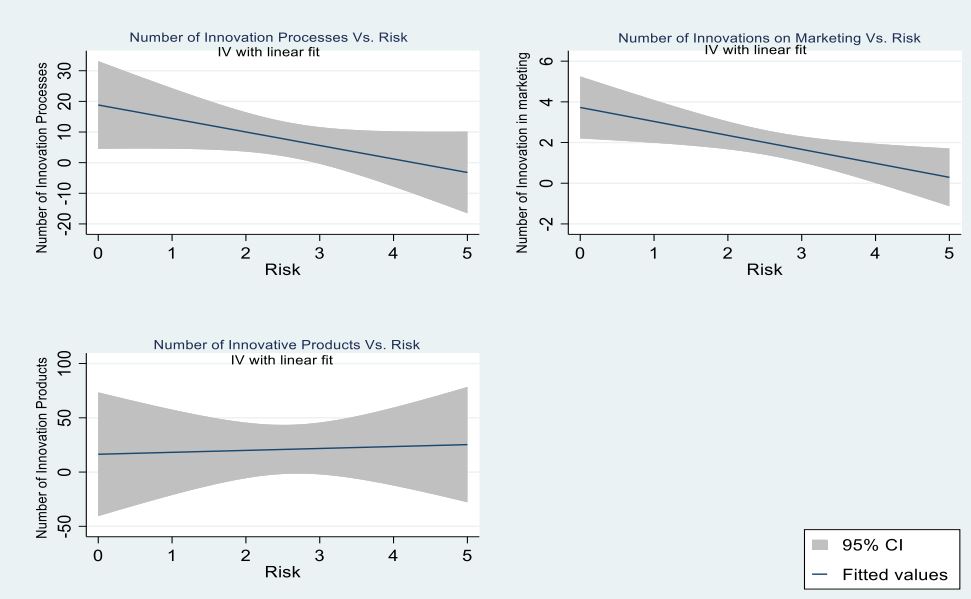 Number of Innovation Processes Vs. Risk
IV with linear fit
Number of Innovation Processes
30
20
10
0
-10
-20
0 1 2 3 4 5
Risk
Number of Innovations on Marketing Vs. Risk
IV with linear fit
Number of Innovation in marketing
6
4
2
0
-2
0 1 2 3 4 5
Risk
Number of Innovative Products Vs. Risk
IV with linear fit
Number of Innovation Products
100
50
0
-50
0 1 2 3 4 5
Risk
95% CI
Fitted values